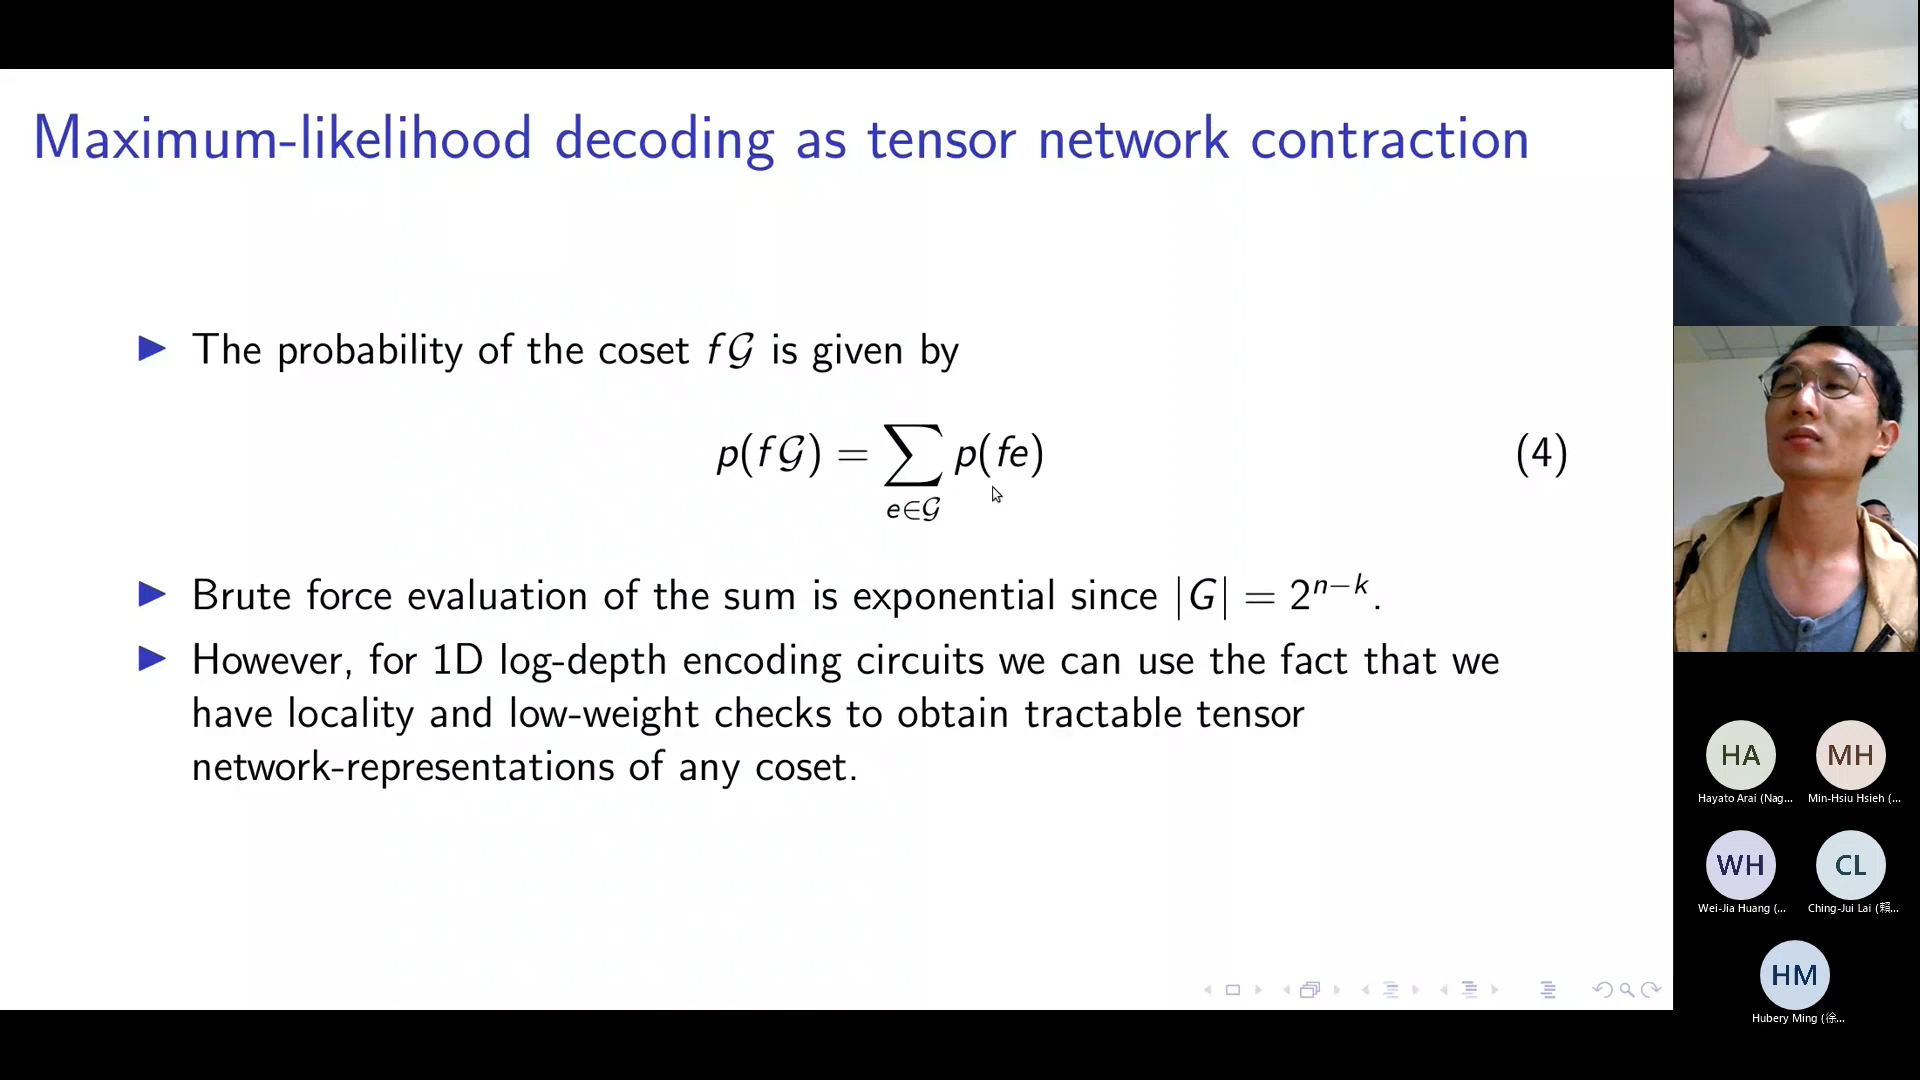 Maximum-likelihood decoding as tensor network contraction
▶ The probability of the coset f𝒢 is given by
p(f𝒢) = ∑ p(fe) (4)
e∈𝒢
▶ Brute force evaluation of the sum is exponential since |G| = 2^{n−k}.
▶ However, for 1D log-depth encoding circuits we can use the fact that we
have locality and low-weight checks to obtain tractable tensor
network-representations of any coset.
HA
MH
Hayato Arai (Nag...
Min-Hsiu Hsieh (...
WH
CL
Wei-Jia Huang (...
Ching-Jui Lai (賴...
HM
Hubery Ming (徐...